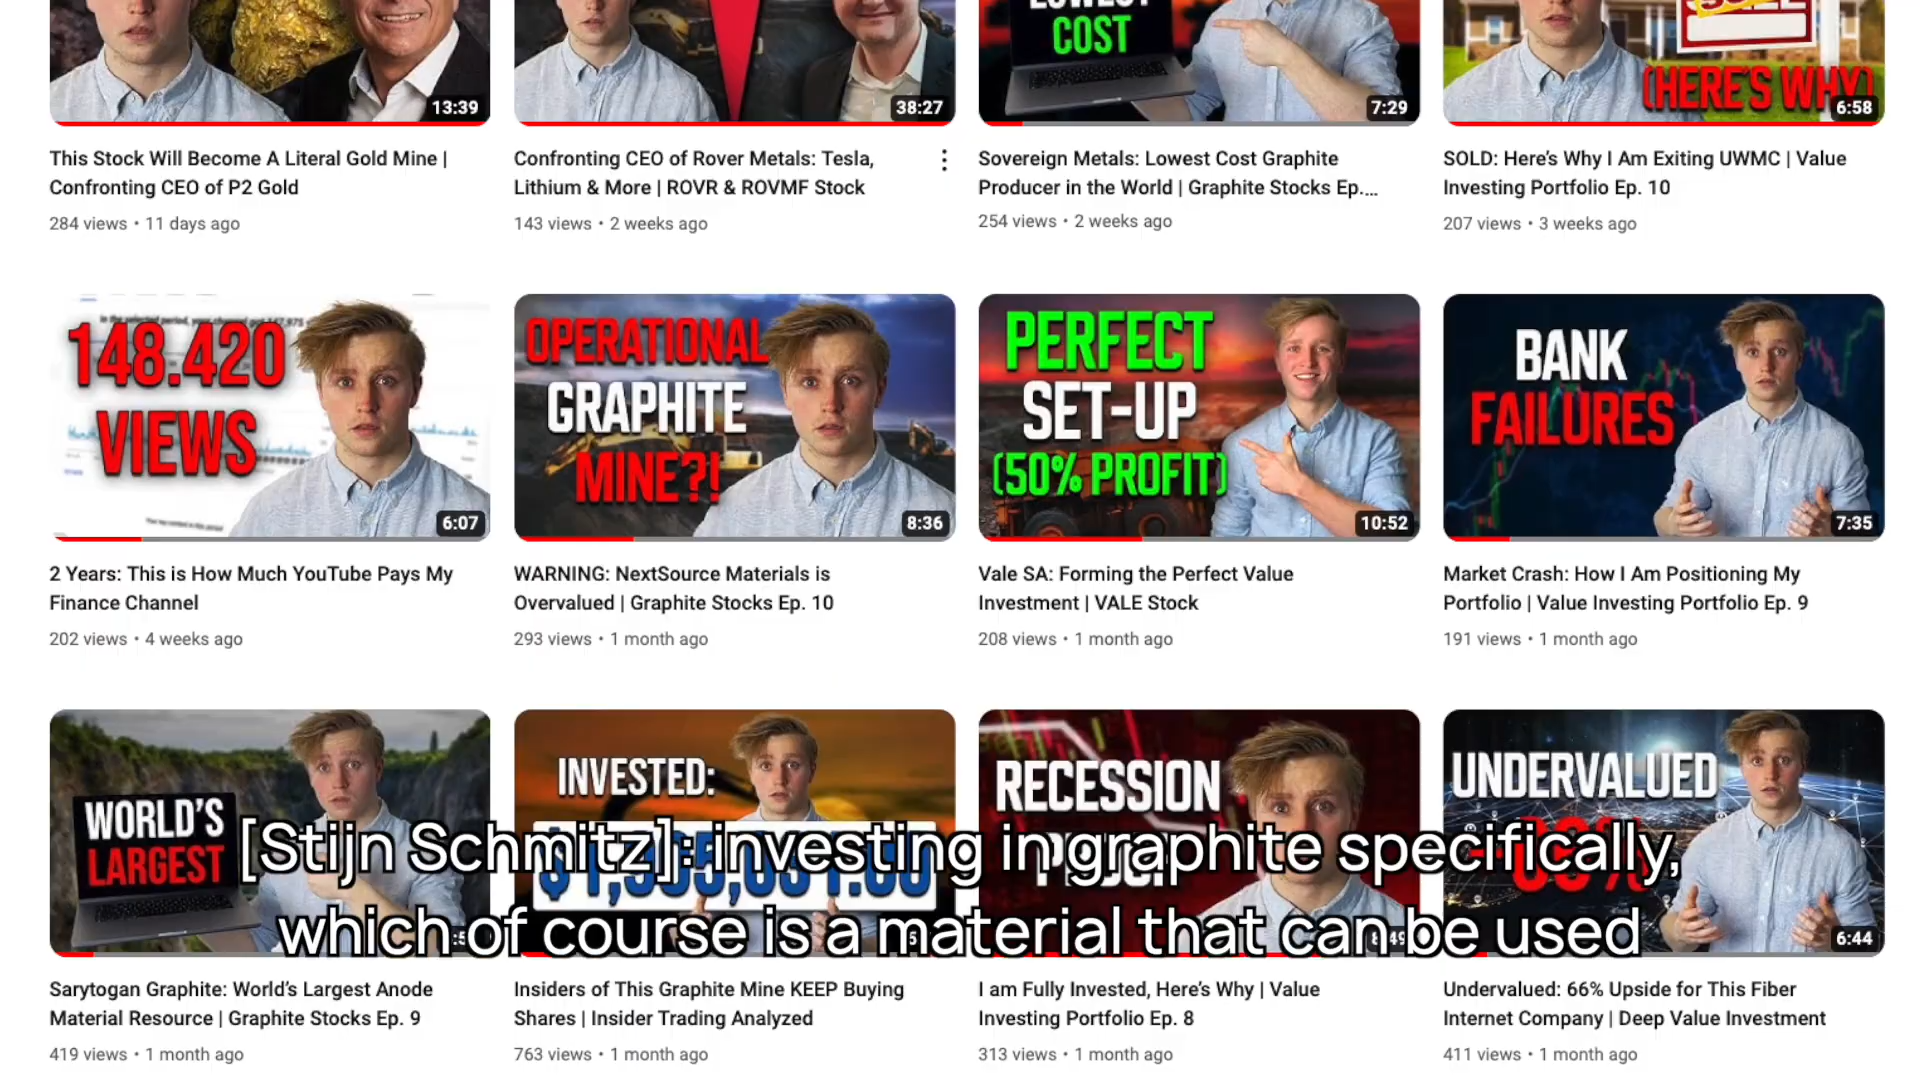 LOWEST
COST
SOLD
(HERE'S WHY)
13:39
38:27
7:29
6:58
This Stock Will Become A Literal Gold Mine |
Confronting CEO of P2 Gold
284 views • 11 days ago
Confronting CEO of Rover Metals: Tesla,
Lithium & More | ROVR & ROVMF Stock
143 views • 2 weeks ago
Sovereign Metals: Lowest Cost Graphite
Producer in the World | Graphite Stocks Ep....
254 views • 2 weeks ago
SOLD: Here's Why I Am Exiting UWMC | Value
Investing Portfolio Ep. 10
207 views • 3 weeks ago
148.420
VIEWS
6:07
OPERATIONAL
GRAPHITE
MINE?!
8:36
PERFECT
SET-UP
(50% PROFIT)
10:52
BANK
FAILURES
7:35
2 Years: This is How Much YouTube Pays My
Finance Channel
202 views • 4 weeks ago
WARNING: NextSource Materials is
Overvalued | Graphite Stocks Ep. 10
293 views • 1 month ago
Vale SA: Forming the Perfect Value
Investment | VALE Stock
208 views • 1 month ago
Market Crash: How I Am Positioning My
Portfolio | Value Investing Portfolio Ep. 9
191 views • 1 month ago
WORLD'S
LARGEST
INVESTED:
RECESSION
UNDERVALUED
6:44
[Stijn Schmitz]: investing in graphite specifically,
which of course is a material that can be used
Sarytogan Graphite: World's Largest Anode
Material Resource | Graphite Stocks Ep. 9
419 views • 1 month ago
Insiders of This Graphite Mine KEEP Buying
Shares | Insider Trading Analyzed
763 views • 1 month ago
I am Fully Invested, Here's Why | Value
Investing Portfolio Ep. 8
313 views • 1 month ago
Undervalued: 66% Upside for This Fiber
Internet Company | Deep Value Investment
411 views • 1 month ago